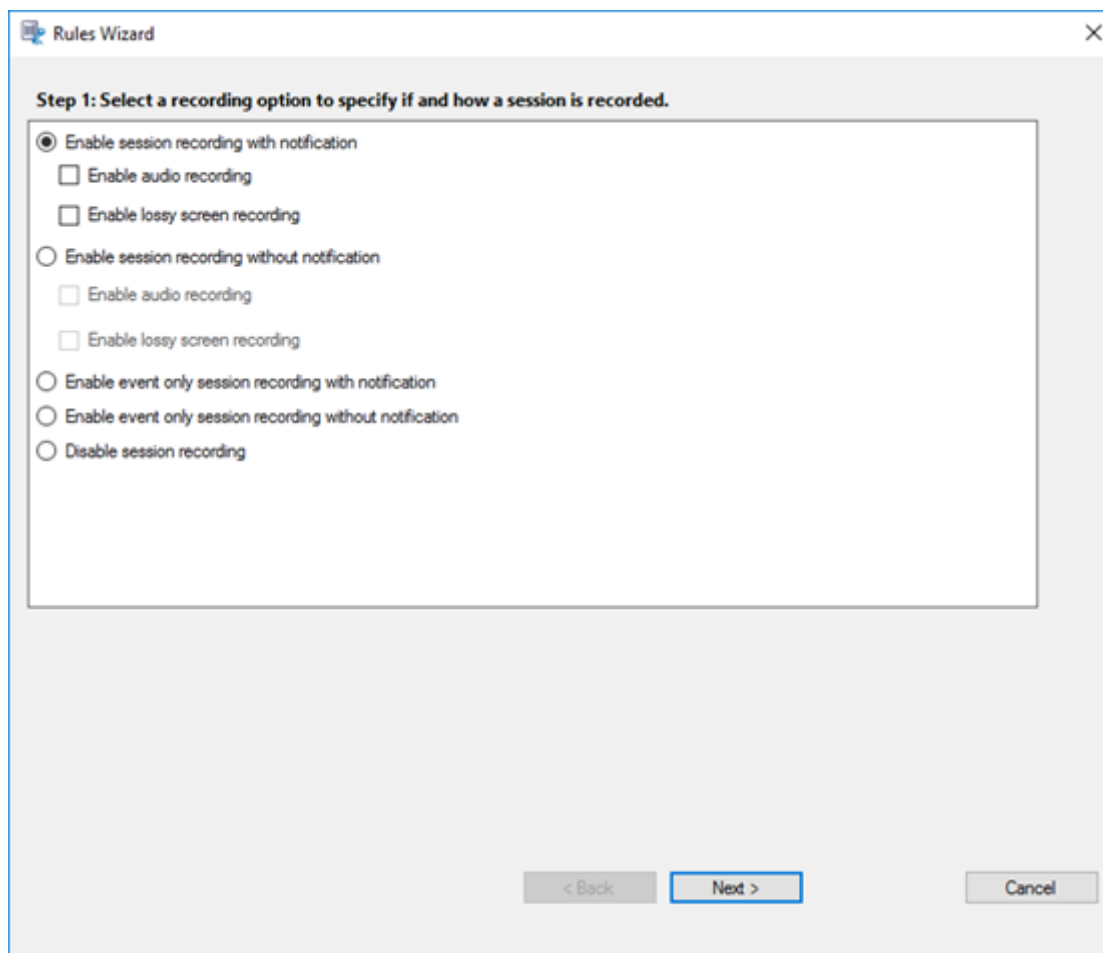 Rules Wizard
Step 1: Select a recording option to specify if and how a session is recorded.
Enable session recording with notification
Enable audio recording
Enable lossy screen recording
Enable session recording without notification
Enable audio recording
Enable lossy screen recording
Enable event only session recording with notification
Enable event only session recording without notification
Disable session recording
< Back
Next >
Cancel